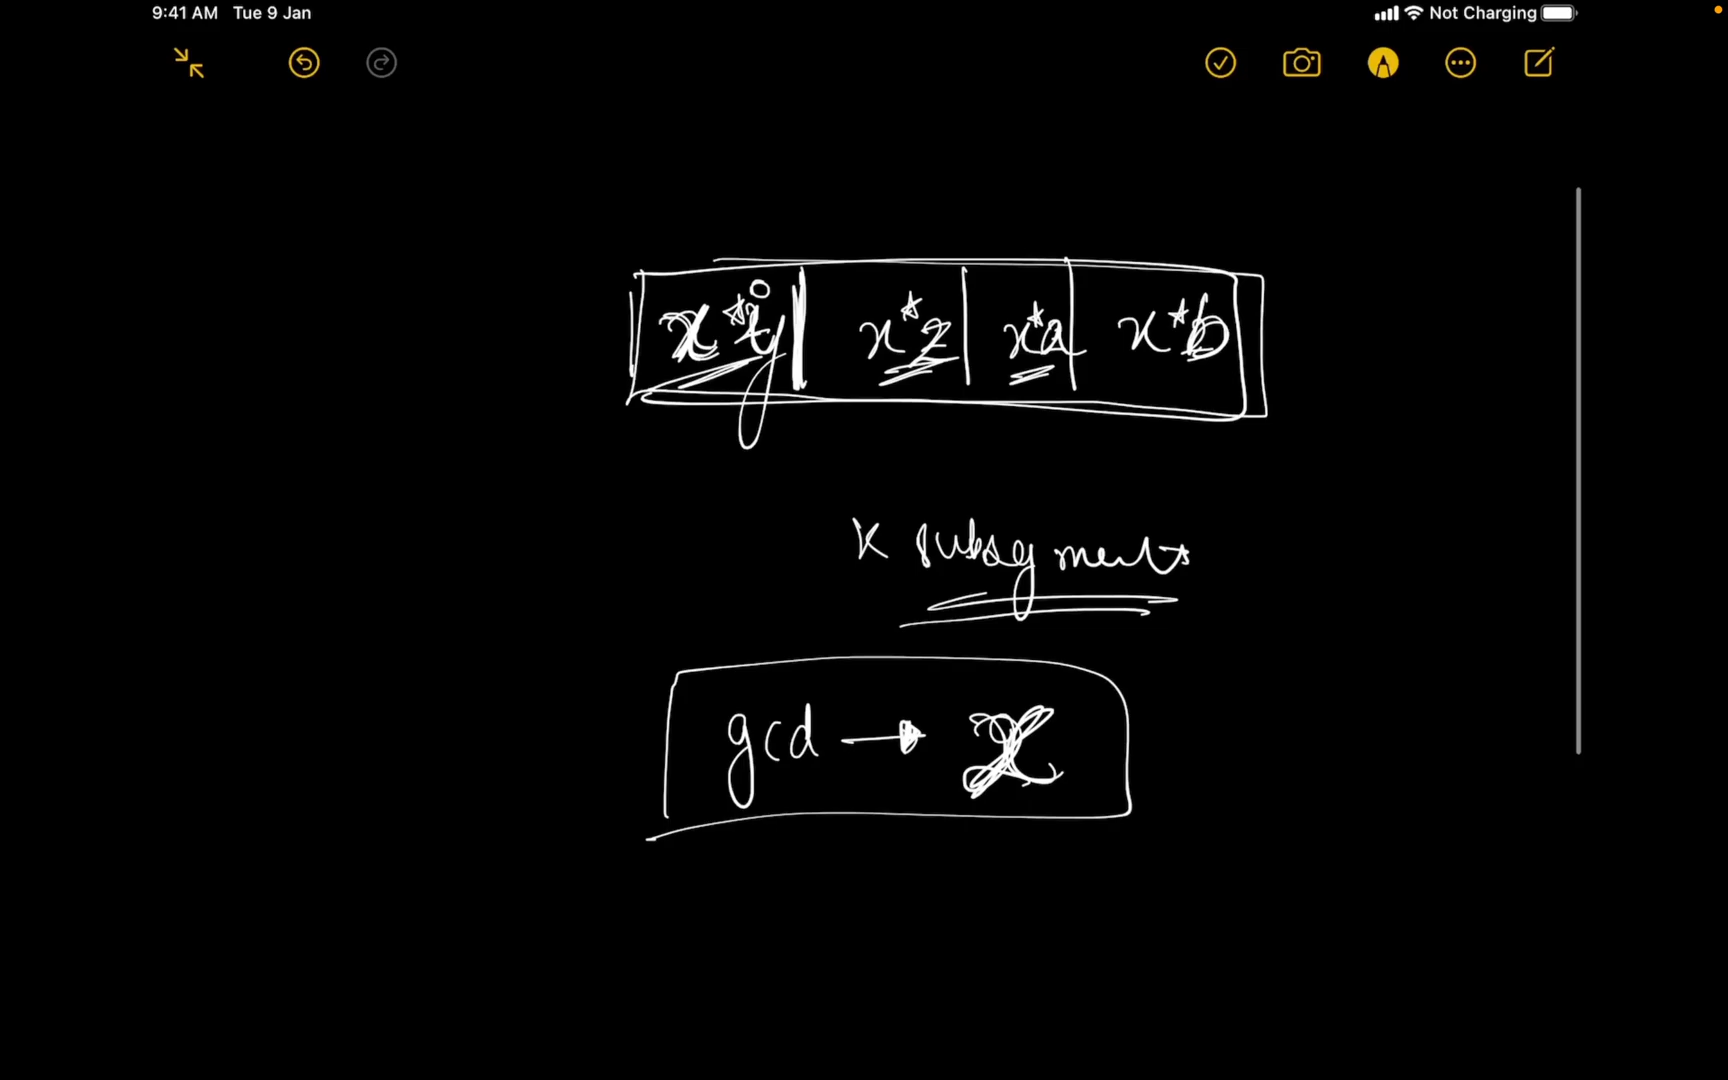 9:41 AM Tue 9 Jan Not Charging
x*y x*z x*a x*b
K subsegments
gcd → x